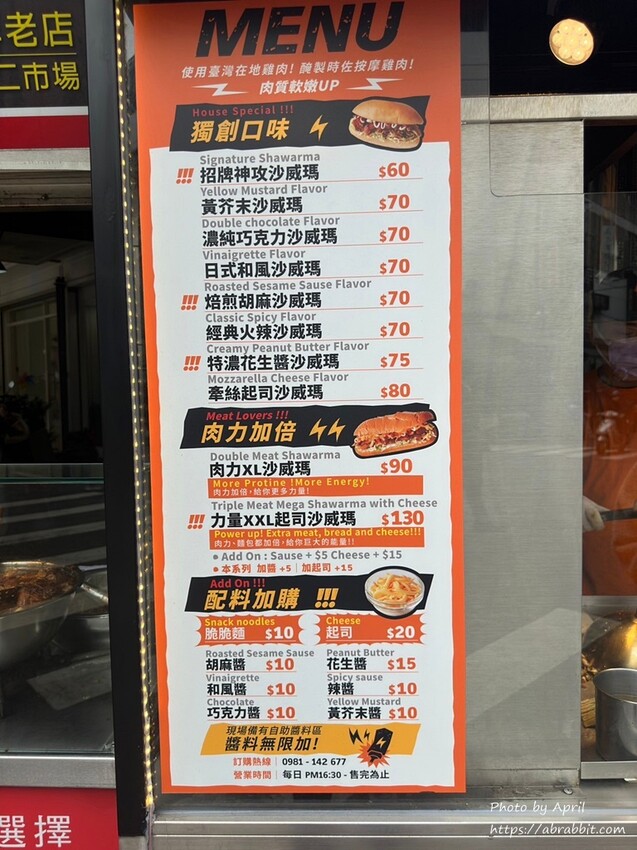 老店
二市場
MENU
使用臺灣在地雞肉! 醃製時佐按摩雞肉!
肉質軟嫩UP
House Special !!!
獨創口味
Signature Shawarma
!!! 招牌神攻沙威瑪 $60
Yellow Mustard Flavor
黃芥末沙威瑪 $70
Double chocolate Flavor
濃純巧克力沙威瑪 $70
Vinaigrette Flavor
日式和風沙威瑪 $70
Roasted Sesame Sause Flavor
!!! 焙煎胡麻沙威瑪 $70
Classic Spicy Flavor
經典火辣沙威瑪 $70
Creamy Peanut Butter Flavor
!!! 特濃花生醬沙威瑪 $75
Mozzarella Cheese Flavor
牽絲起司沙威瑪 $80
Meat Lovers !!!
肉力加倍
Double Meat Shawarma
肉力XL沙威瑪 $90
More Protine !More Energy!
肉力加倍,給你更多力量!
Triple Meat Mega Shawarma with Cheese
!!! 力量XXL起司沙威瑪 $130
Power up! Extra meat, bread and cheese!!!
肉力、麵包都加倍,給你巨大的能量!!
Add On : Sause + $5 Cheese + $15
本系列 加醬 +5 | 加起司 +15
Add On !!!
配料加購 !!!
Snack noodles Cheese
脆脆麵 $10 起司 $20
Roasted Sesame Sause Peanut Butter
胡麻醬 $10 花生醬 $15
Vinaigrette Spicy sause
和風醬 $10 辣醬 $10
Chocolate Yellow Mustard
巧克力醬 $10 黃芥末醬 $10
現場備有自助醬料區
醬料無限加!
訂購熱線 | 0981 - 142 677
營業時間 | 每日 PM16:30 - 售完為止
選擇
Photo by April
https://abrabbit.com